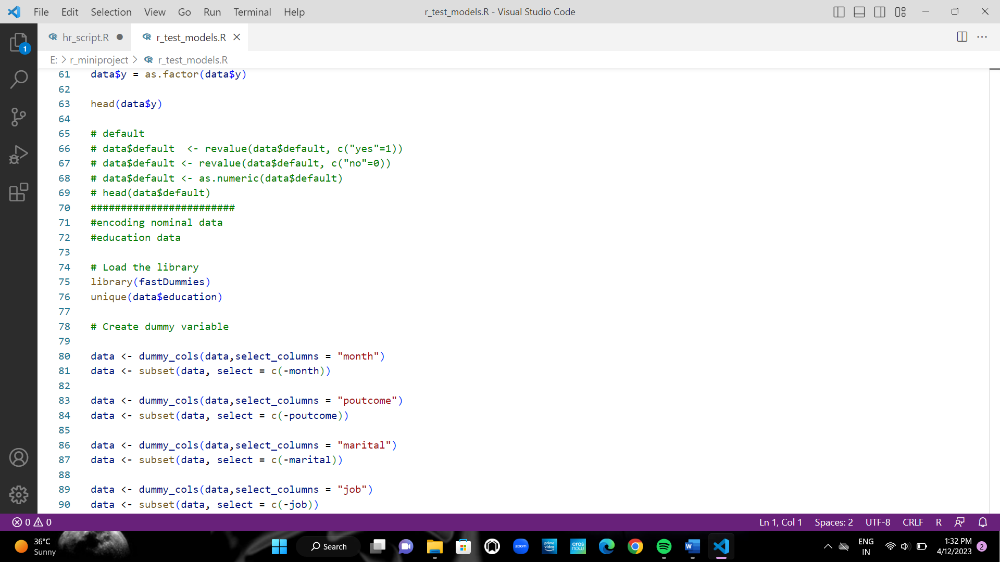 File Edit Selection View Go Run Terminal Help r_test_models.R - Visual Studio Code
hr_script.R r_test_models.R
E: r_miniproject r_test_models.R
1
61 data$y = as.factor(data$y)
62
63 head(data$y)
64
65 # default
66 # data$default  <- revalue(data$default, c("yes"=1))
67 # data$default <- revalue(data$default, c("no"=0))
68 # data$default <- as.numeric(data$default)
69 # head(data$default)
70 ########################
71 #encoding nominal data
72 #education data
73
74 # Load the library
75 library(fastDummies)
76 unique(data$education)
77
78 # Create dummy variable
79
80 data <- dummy_cols(data,select_columns = "month")
81 data <- subset(data, select = c(-month))
82
83 data <- dummy_cols(data,select_columns = "poutcome")
84 data <- subset(data, select = c(-poutcome))
85
86 data <- dummy_cols(data,select_columns = "marital")
87 data <- subset(data, select = c(-marital))
88
89 data <- dummy_cols(data,select_columns = "job")
90 data <- subset(data, select = c(-job))
0 0 Ln 1, Col 1 Spaces: 2 UTF-8 CRLF R
36°C
Sunny
Search
zoom
prime video
eros now
W
ENG
IN
1:32 PM
4/12/2023
2